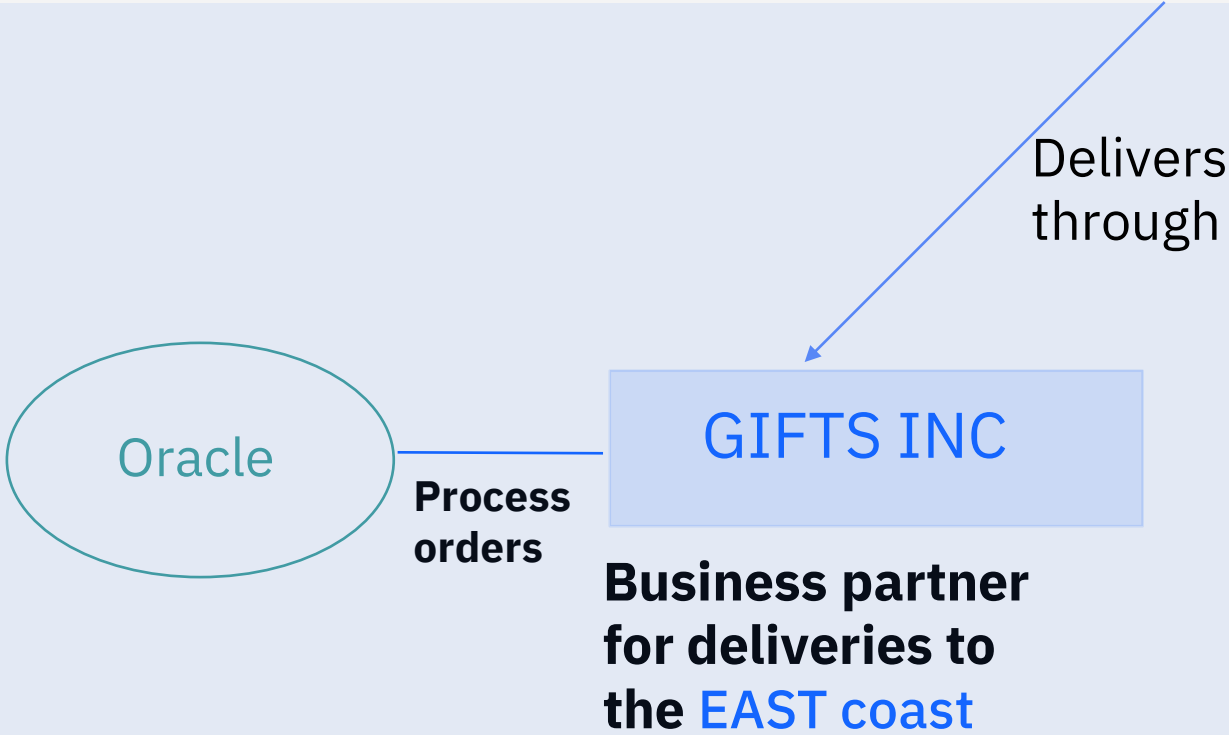 Delivers
through
Oracle
GIFTS INC
Process
orders
Business partner
for deliveries to
the EAST coast